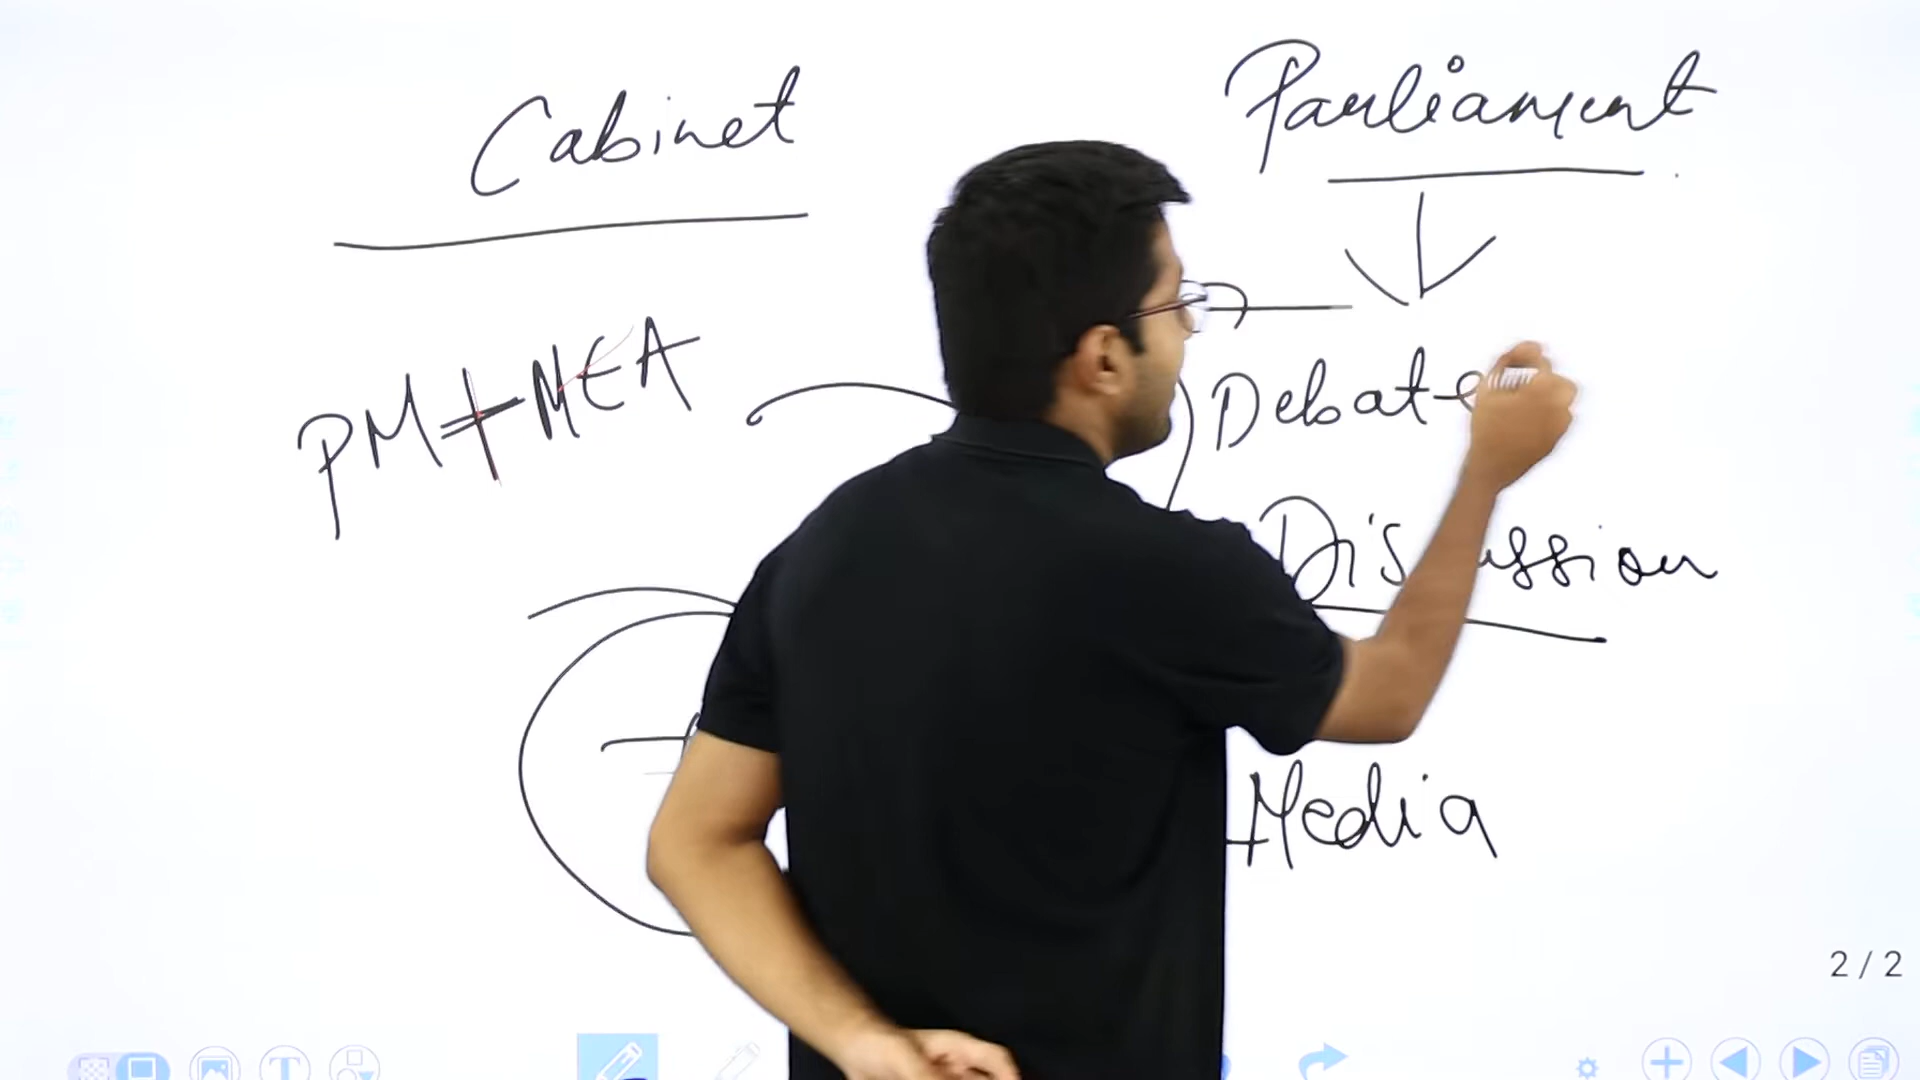 Cabinet
Parliament
PM + MEA
Debate
Discussion
Media
2 / 2